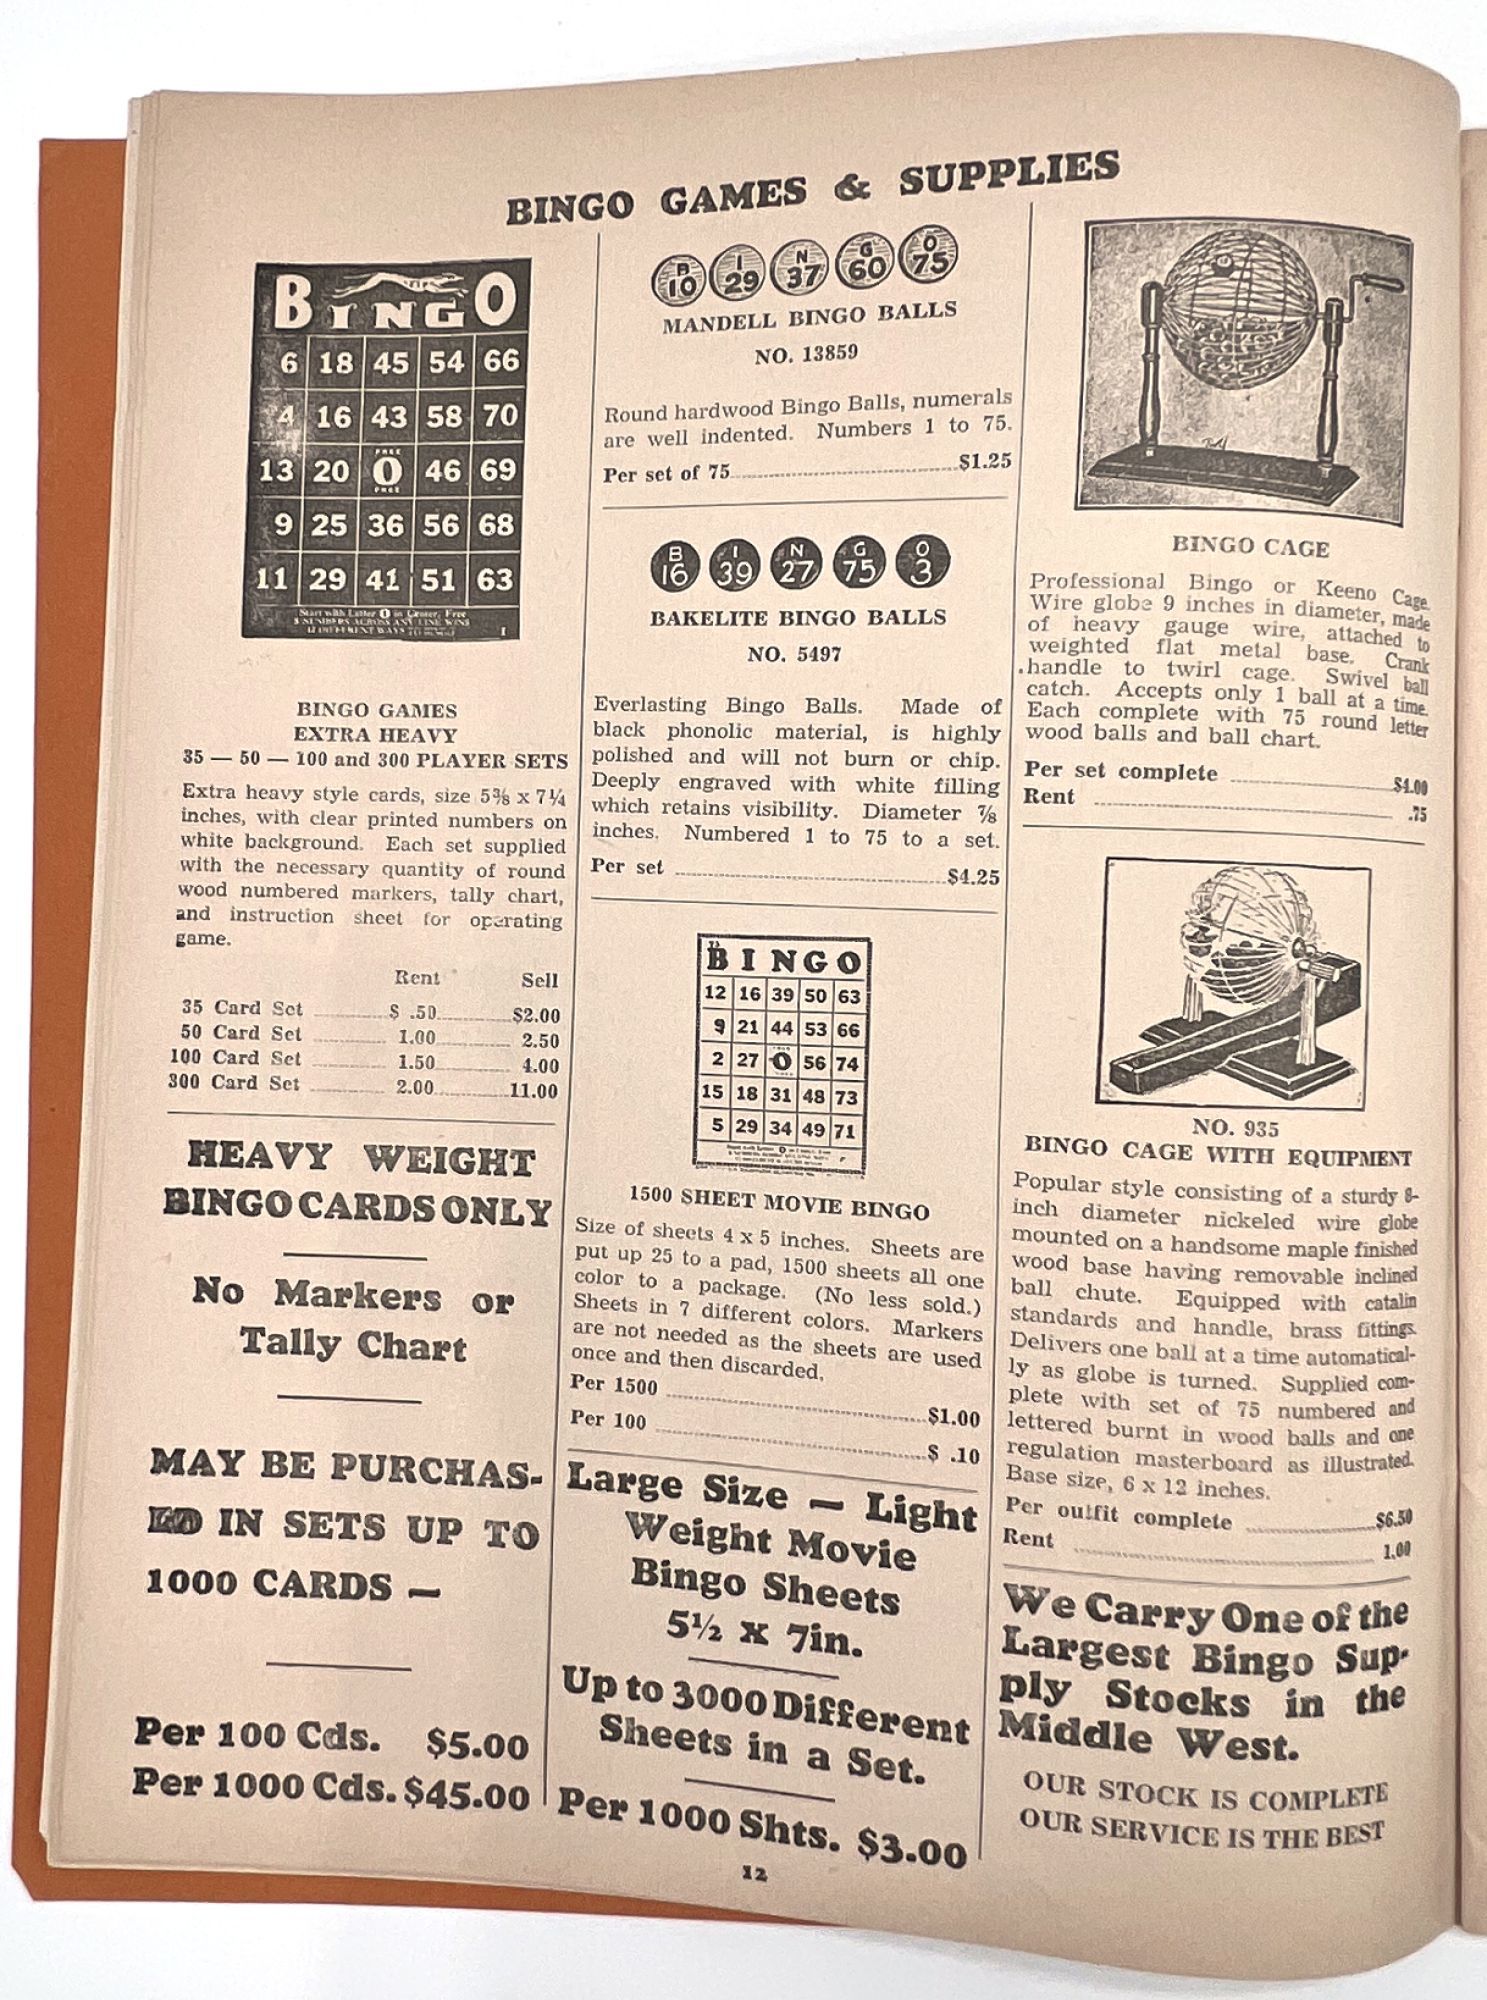 BINGO GAMES & SUPPLIES
BINGO
6 18 45 54 66
4 16 43 58 70
FREE
13 20 O 46 69
FREE
9 25 36 56 68
11 29 41 51 63
Start with Letter O in Center, Free
5 NUMBERS ACROSS ANY LINE WINS
12 DIFFERENT WAYS TO
1
BINGO GAMES
EXTRA HEAVY
35 — 50 — 100 and 300 PLAYER SETS
Extra heavy style cards, size 5⅜ x 7¼
inches, with clear printed numbers on
white background. Each set supplied
with the necessary quantity of round
wood numbered markers, tally chart,
and instruction sheet for operating
game.
Rent Sell
35 Card Set $ .50 $2.00
50 Card Set 1.00 2.50
100 Card Set 1.50 4.00
300 Card Set 2.00 11.00
HEAVY WEIGHT
BINGO CARDS ONLY
No Markers or
Tally Chart
MAY BE PURCHAS-
ED IN SETS UP TO
1000 CARDS —
Per 100 Cds. $5.00
Per 1000 Cds. $45.00
B I N G O
10 29 37 60 75
MANDELL BINGO BALLS
NO. 13859
Round hardwood Bingo Balls, numerals
are well indented. Numbers 1 to 75.
Per set of 75 $1.25
B I N G O
16 39 27 75 3
BAKELITE BINGO BALLS
NO. 5497
Everlasting Bingo Balls. Made of
black phonolic material, is highly
polished and will not burn or chip.
Deeply engraved with white filling
which retains visibility. Diameter ⅞
inches. Numbered 1 to 75 to a set.
Per set $4.25
BINGO
12 16 39 50 63
9 21 44 53 66
2 27 O 56 74
15 18 31 48 73
5 29 34 49 71
1500 SHEET MOVIE BINGO
Size of sheets 4 x 5 inches. Sheets are
put up 25 to a pad, 1500 sheets all one
color to a package. (No less sold.)
Sheets in 7 different colors. Markers
are not needed as the sheets are used
once and then discarded,
Per 1500 $1.00
Per 100 $ .10
Large Size — Light
Weight Movie
Bingo Sheets
5½ x 7in.
Up to 3000 Different
Sheets in a Set.
Per 1000 Shts. $3.00
BINGO CAGE
Professional Bingo or Keeno Cage.
Wire globe 9 inches in diameter, made
of heavy gauge wire, attached to
weighted flat metal base. Crank
handle to twirl cage. Swivel ball
catch. Accepts only 1 ball at a time.
Each complete with 75 round letter
wood balls and ball chart.
Per set complete $4.00
Rent .75
NO. 935
BINGO CAGE WITH EQUIPMENT
Popular style consisting of a sturdy 8-
inch diameter nickeled wire globe
mounted on a handsome maple finished
wood base having removable inclined
ball chute. Equipped with catalin
standards and handle, brass fittings.
Delivers one ball at a time automatical-
ly as globe is turned. Supplied com-
plete with set of 75 numbered and
lettered burnt in wood balls and one
regulation masterboard as illustrated.
Base size, 6 x 12 inches.
Per outfit complete $6.50
Rent 1.00
We Carry One of the
Largest Bingo Sup-
ply Stocks in the
Middle West.
OUR STOCK IS COMPLETE
OUR SERVICE IS THE BEST
12